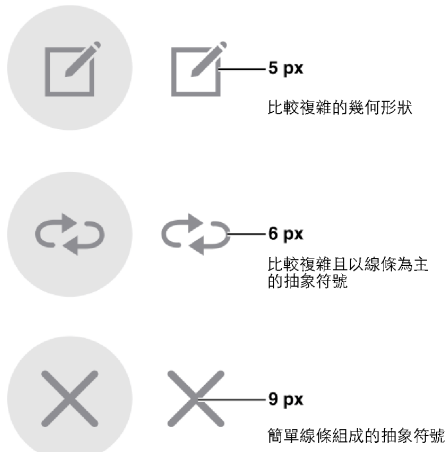 5 px
比較複雜的幾何形狀
6 px
比較複雜且以線條為主
的抽象符號
9 px
簡單線條組成的抽象符號